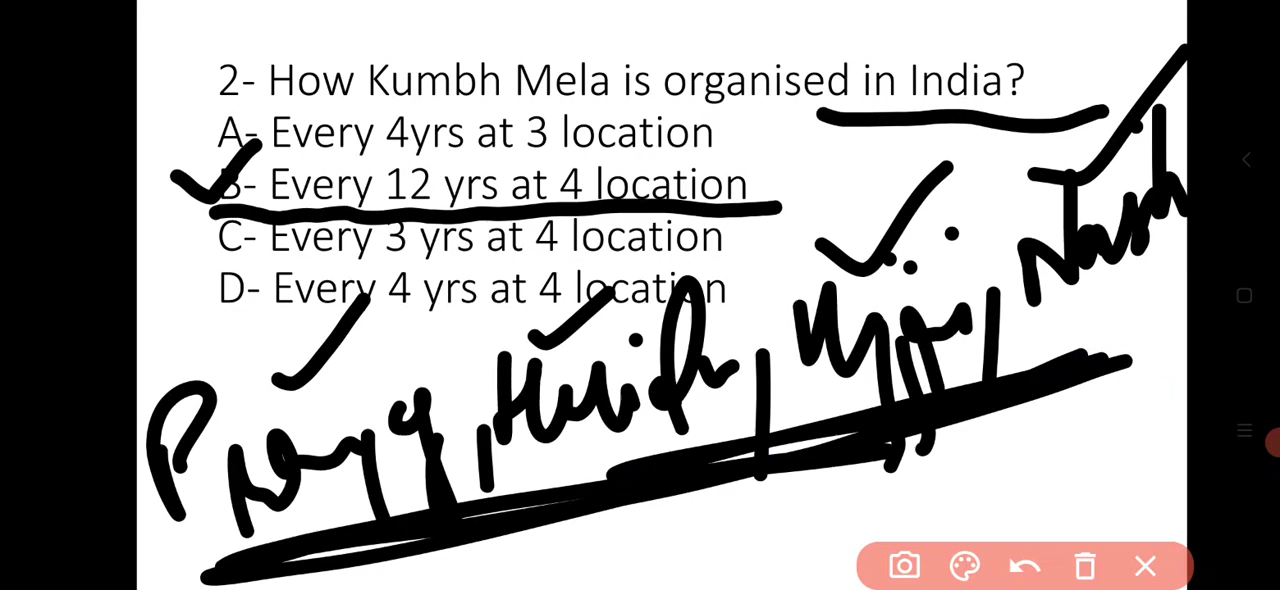 2- How Kumbh Mela is organised in India?
A- Every 4yrs at 3 location
B- Every 12 yrs at 4 location
C- Every 3 yrs at 4 location
D- Every 4 yrs at 4 location